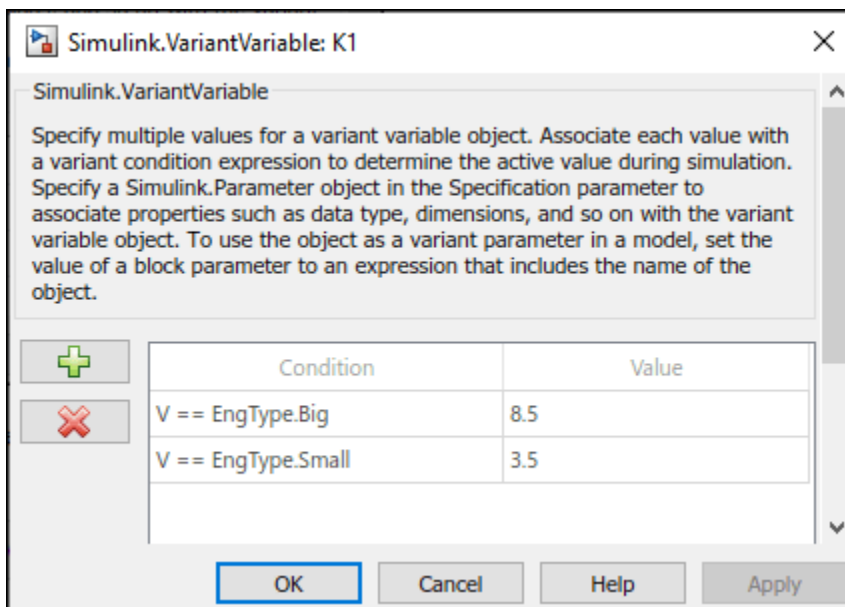 Simulink.VariantVariable: K1
Simulink.VariantVariable
Specify multiple values for a variant variable object. Associate each value with
a variant condition expression to determine the active value during simulation.
Specify a Simulink.Parameter object in the Specification parameter to
associate properties such as data type, dimensions, and so on with the variant
variable object. To use the object as a variant parameter in a model, set the
value of a block parameter to an expression that includes the name of the
object.
Condition Value
V == EngType.Big 8.5
V == EngType.Small 3.5
OK Cancel Help Apply